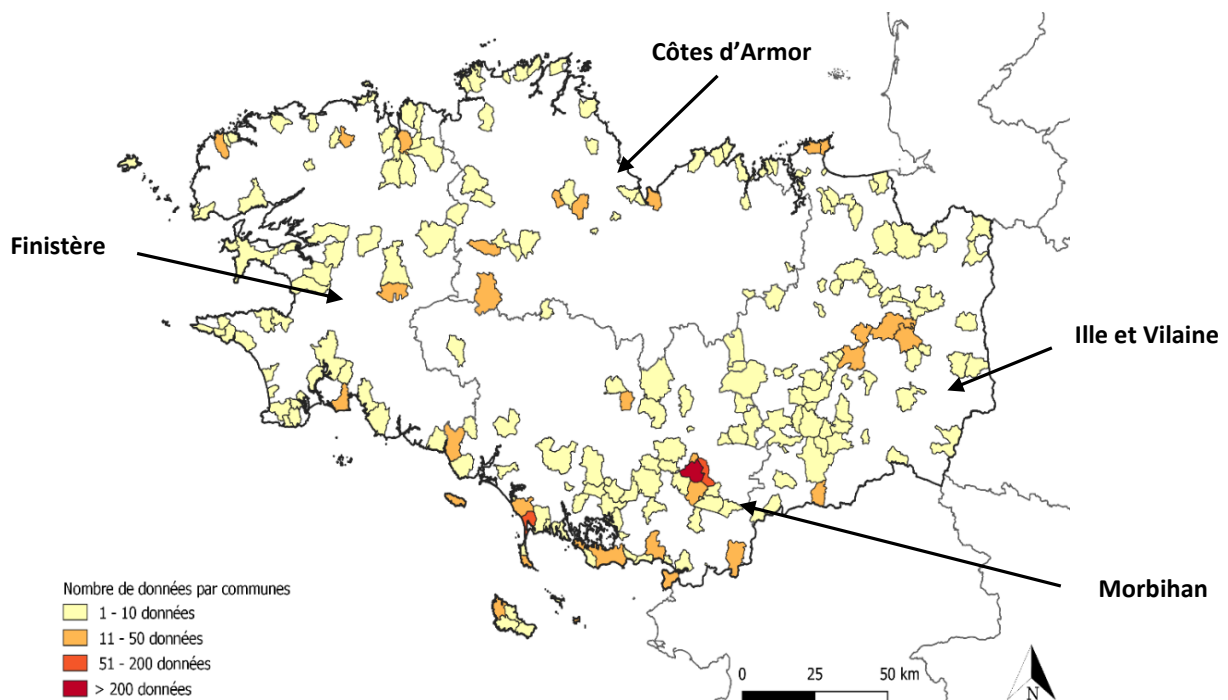 Côtes d'Armor
Finistère
Ille et Vilaine
Morbihan
Nombre de données par communes
1 - 10 données
11 - 50 données
51 - 200 données
> 200 données
0 25 50 km
N